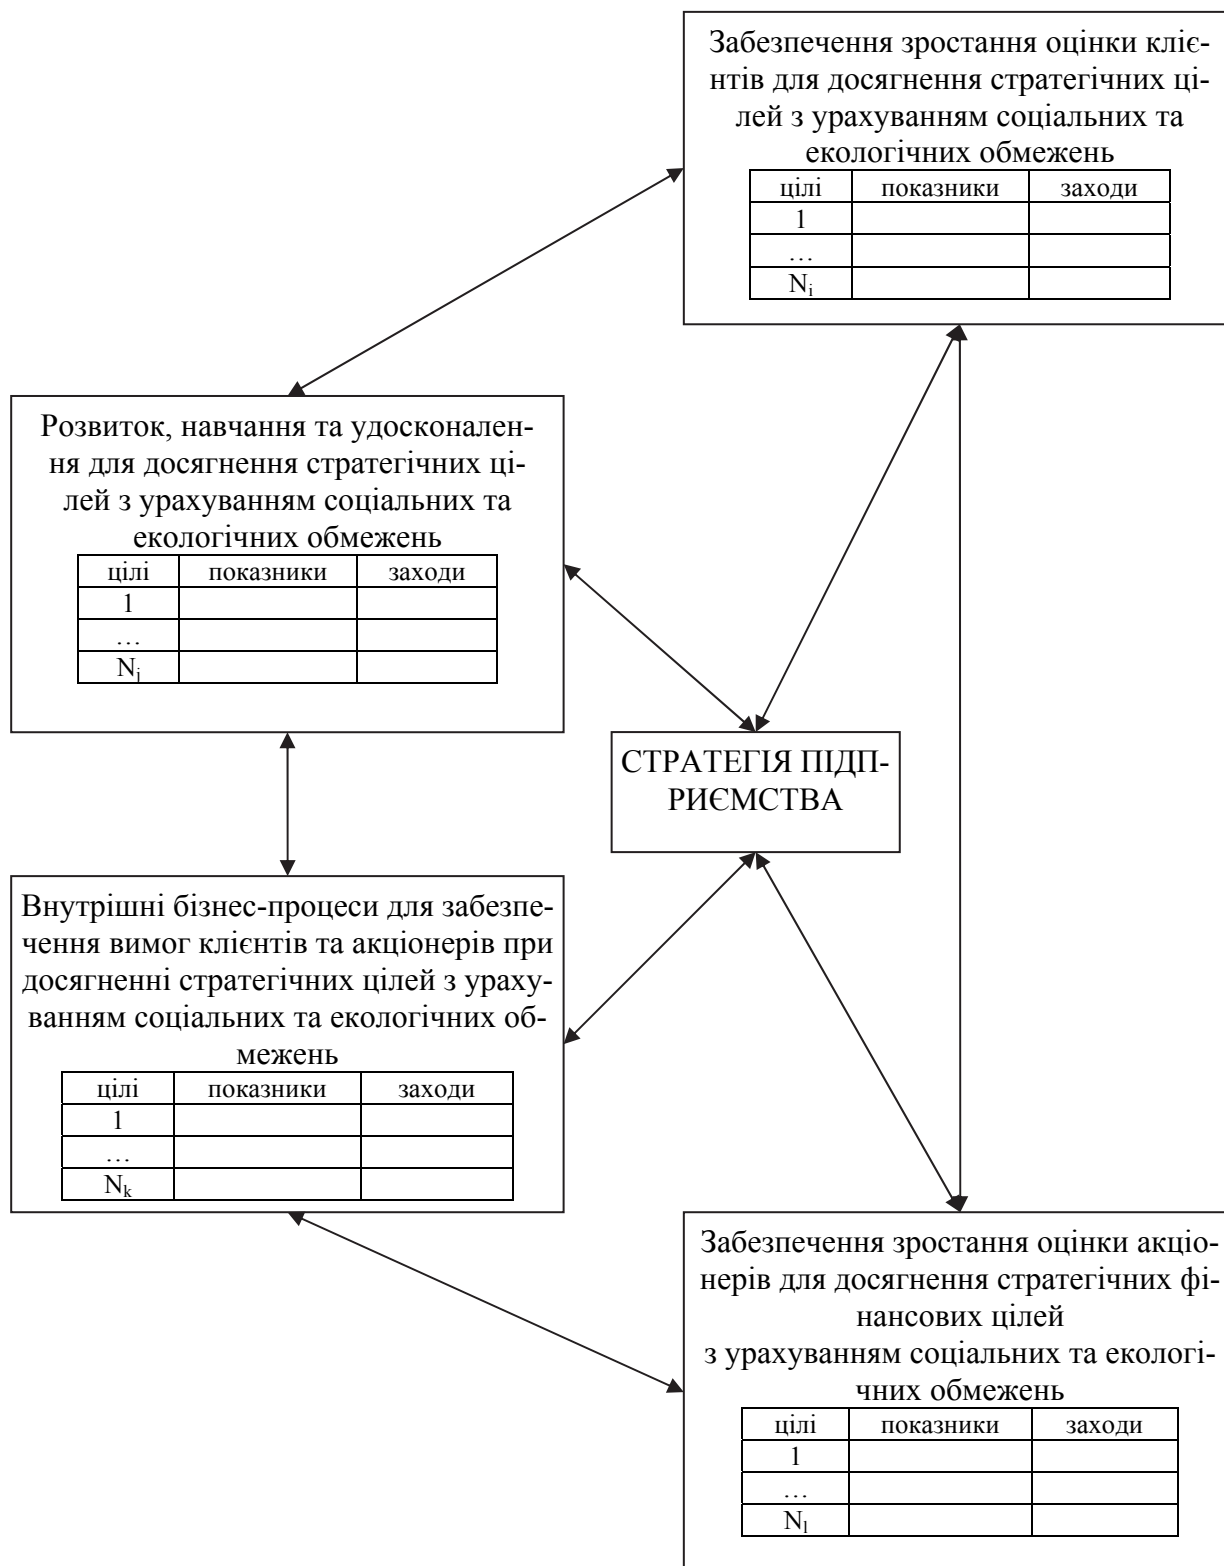 Забезпечення зростання оцінки кліє-
нтів для досягнення стратегічних ці-
лей з урахуванням соціальних та
екологічних обмежень
цілі показники заходи
1
…
Nᵢ
Розвиток, навчання та удосконален-
ня для досягнення стратегічних ці-
лей з урахуванням соціальних та
екологічних обмежень
цілі показники заходи
1
…
Nⱼ
СТРАТЕГІЯ ПІДП-
РИЄМСТВА
Внутрішні бізнес-процеси для забезпе-
чення вимог клієнтів та акціонерів при
досягненні стратегічних цілей з ураху-
ванням соціальних та екологічних об-
межень
цілі показники заходи
1
…
Nₖ
Забезпечення зростання оцінки акціо-
нерів для досягнення стратегічних фі-
нансових цілей
з урахуванням соціальних та екологі-
чних обмежень
цілі показники заходи
1
…
Nₗ